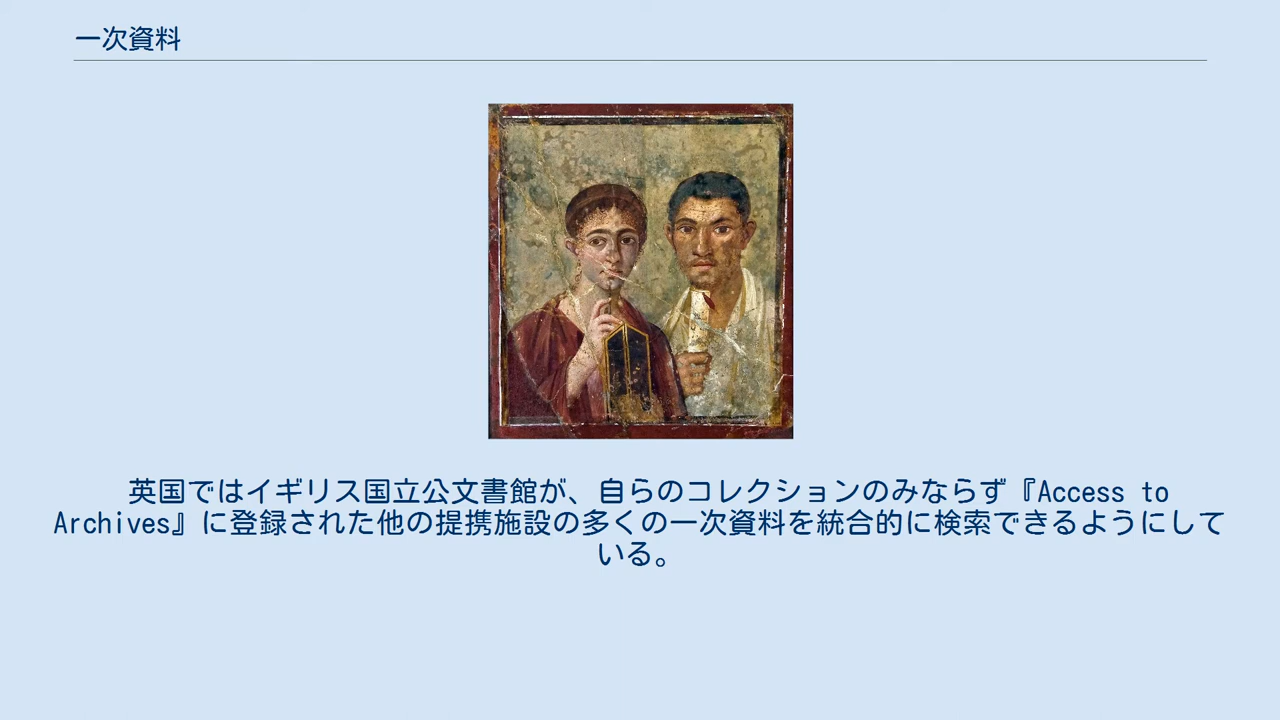 一次資料
英国ではイギリス国立公文書館が、自らのコレクションのみならず『Access to
Archives』に登録された他の提携施設の多くの一次資料を統合的に検索できるようにして
いる。